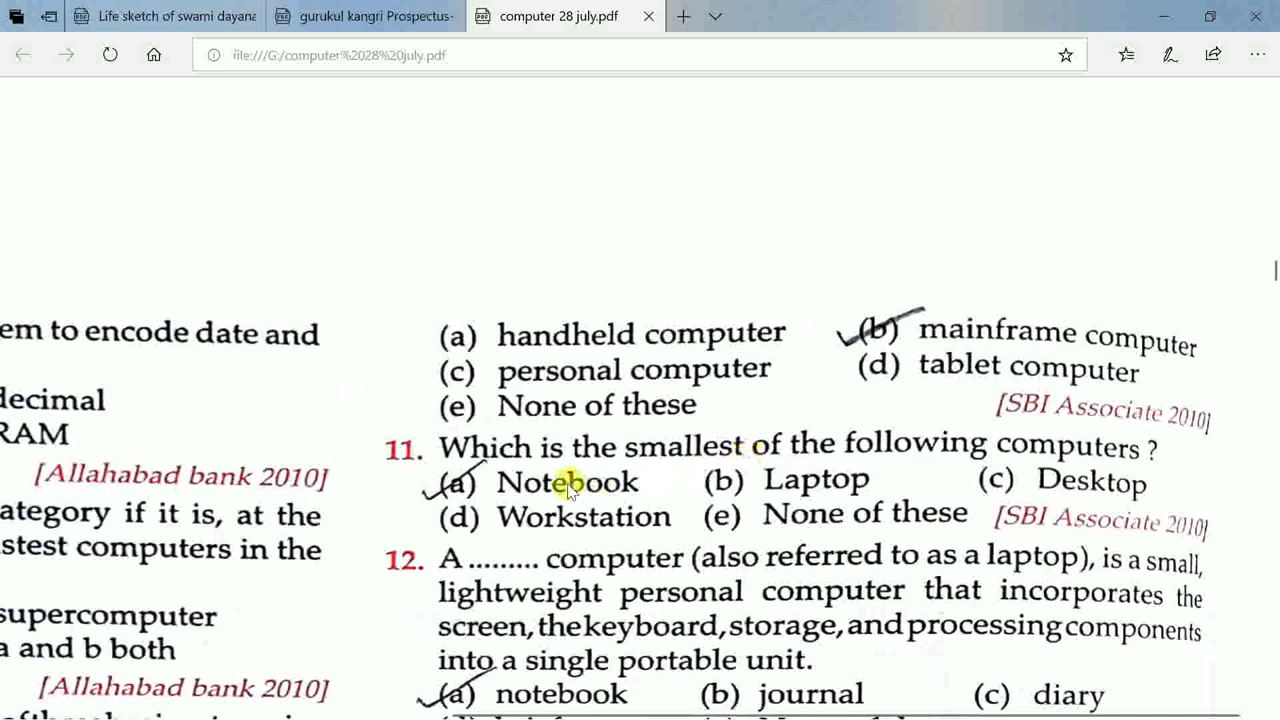 Life sketch of swami dayana
gurukul kangri Prospectus-
computer 28 july.pdf
file:///G:/computer%2028%20july.pdf
em to encode date and
decimal
RAM
[Allahabad bank 2010]
ategory if it is, at the
stest computers in the
supercomputer
a and b both
[Allahabad bank 2010]
(a) handheld computer (b) mainframe computer
(c) personal computer (d) tablet computer
(e) None of these
[SBI Associate 2010]
11. Which is the smallest of the following computers ?
(a) Notebook (b) Laptop (c) Desktop
(d) Workstation (e) None of these [SBI Associate 2010]
12. A ......... computer (also referred to as a laptop), is a small,
lightweight personal computer that incorporates the
screen, the keyboard, storage, and processing components
into a single portable unit.
(a) notebook (b) journal (c) diary